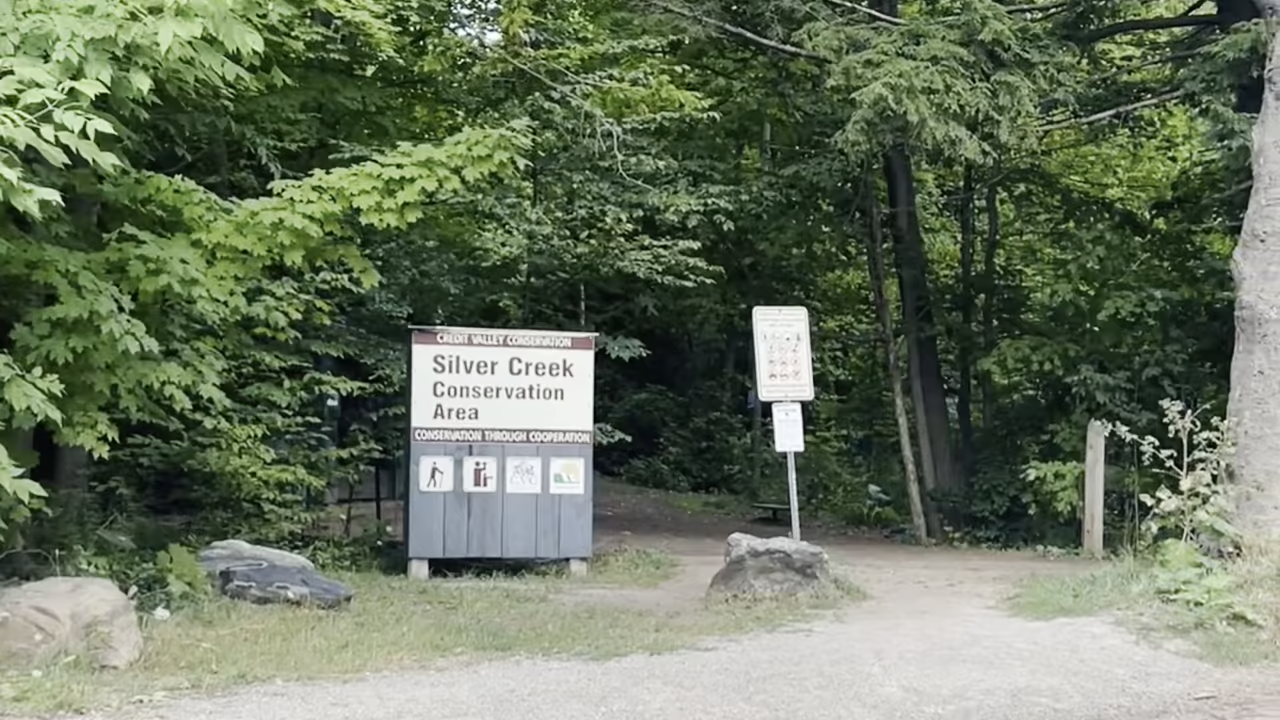 CREDIT VALLEY CONSERVATION
Silver Creek
Conservation
Area
CONSERVATION THROUGH COOPERATION